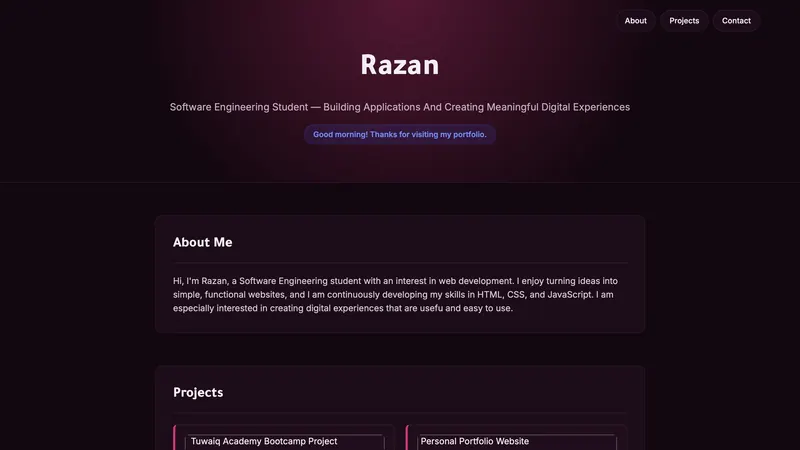 About Projects Contact
Razan
Software Engineering Student — Building Applications And Creating Meaningful Digital Experiences
Good morning! Thanks for visiting my portfolio.
About Me
Hi, I'm Razan, a Software Engineering student with an interest in web development. I enjoy turning ideas into
simple, functional websites, and I am continuously developing my skills in HTML, CSS, and JavaScript. I am
especially interested in creating digital experiences that are usefu and easy to use.
Projects
Tuwaiq Academy Bootcamp Project
Personal Portfolio Website